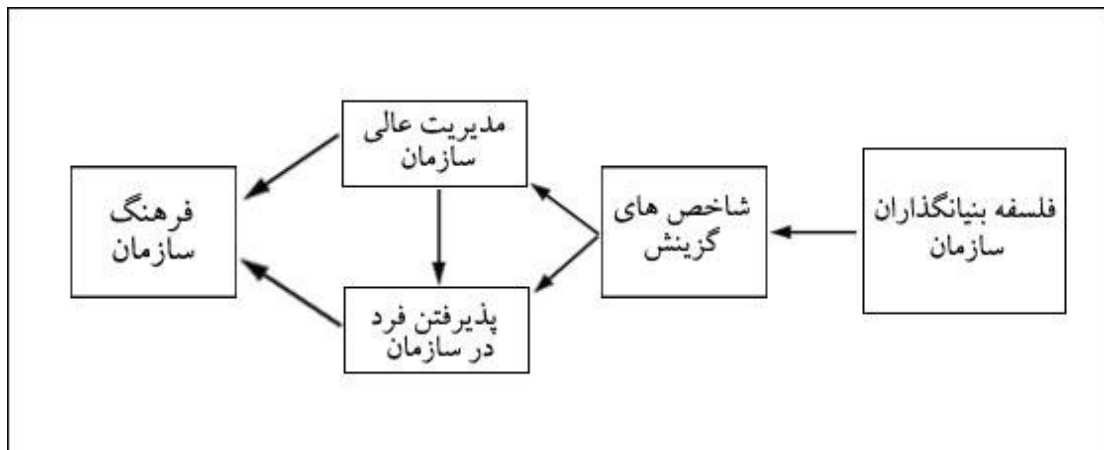 فلسفه بنیانگذاران
سازمان
شاخص های
گزینش
مدیریت عالی
سازمان
پذیرفتن فرد
در سازمان
فرهنگ
سازمان